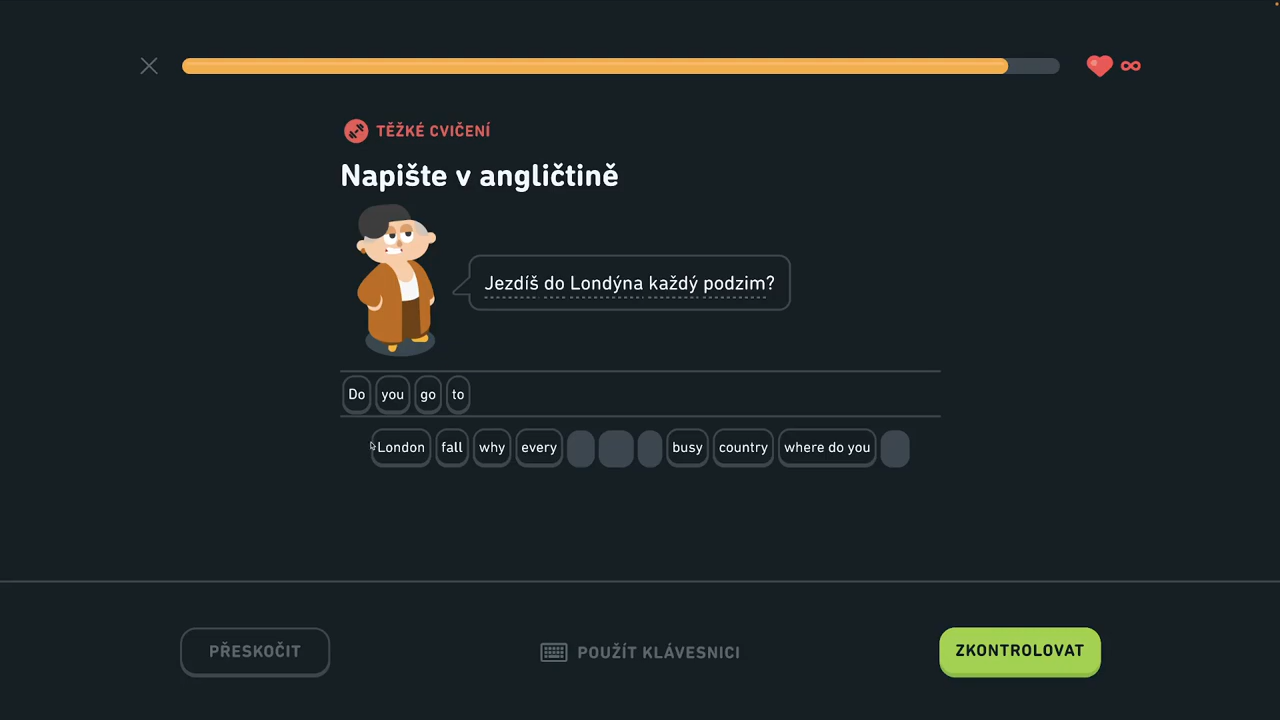 TĚŽKÉ CVIČENÍ
Napište v angličtině
Jezdíš do Londýna každý podzim?
Do you go to
London fall why every busy country where do you
PŘESKOČIT
POUŽÍT KLÁVESNICI
ZKONTROLOVAT